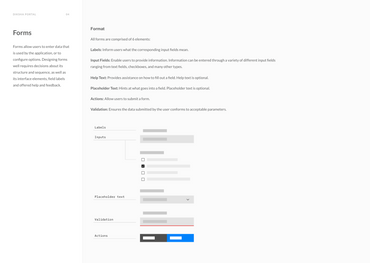 Forms
Forms allow users to enter data that
is used by the application, or to
configure options. Designing forms
well requires decisions about its
structure and sequence, as well as
its interface elements, field labels
and offered help and feedback.
Format
All forms are comprised of 6 elements:
Labels: Inform users what the corresponding input fields mean.
Input Fields: Enable users to provide information. Information can be entered through a variety of different input fields
ranging from text fields, checkboxes, and many other types.
Help Text: Provides assistance on how to fill out a field. Help text is optional
Placeholder Text: Hints at what goes into a field. Placeholder text is optional.
Actions: Allow users to submit a form.
Validation: Ensures the data submitted by the user conforms to acceptable parameters.
Labels
Inputs
Placeholder text
Validation
Actions